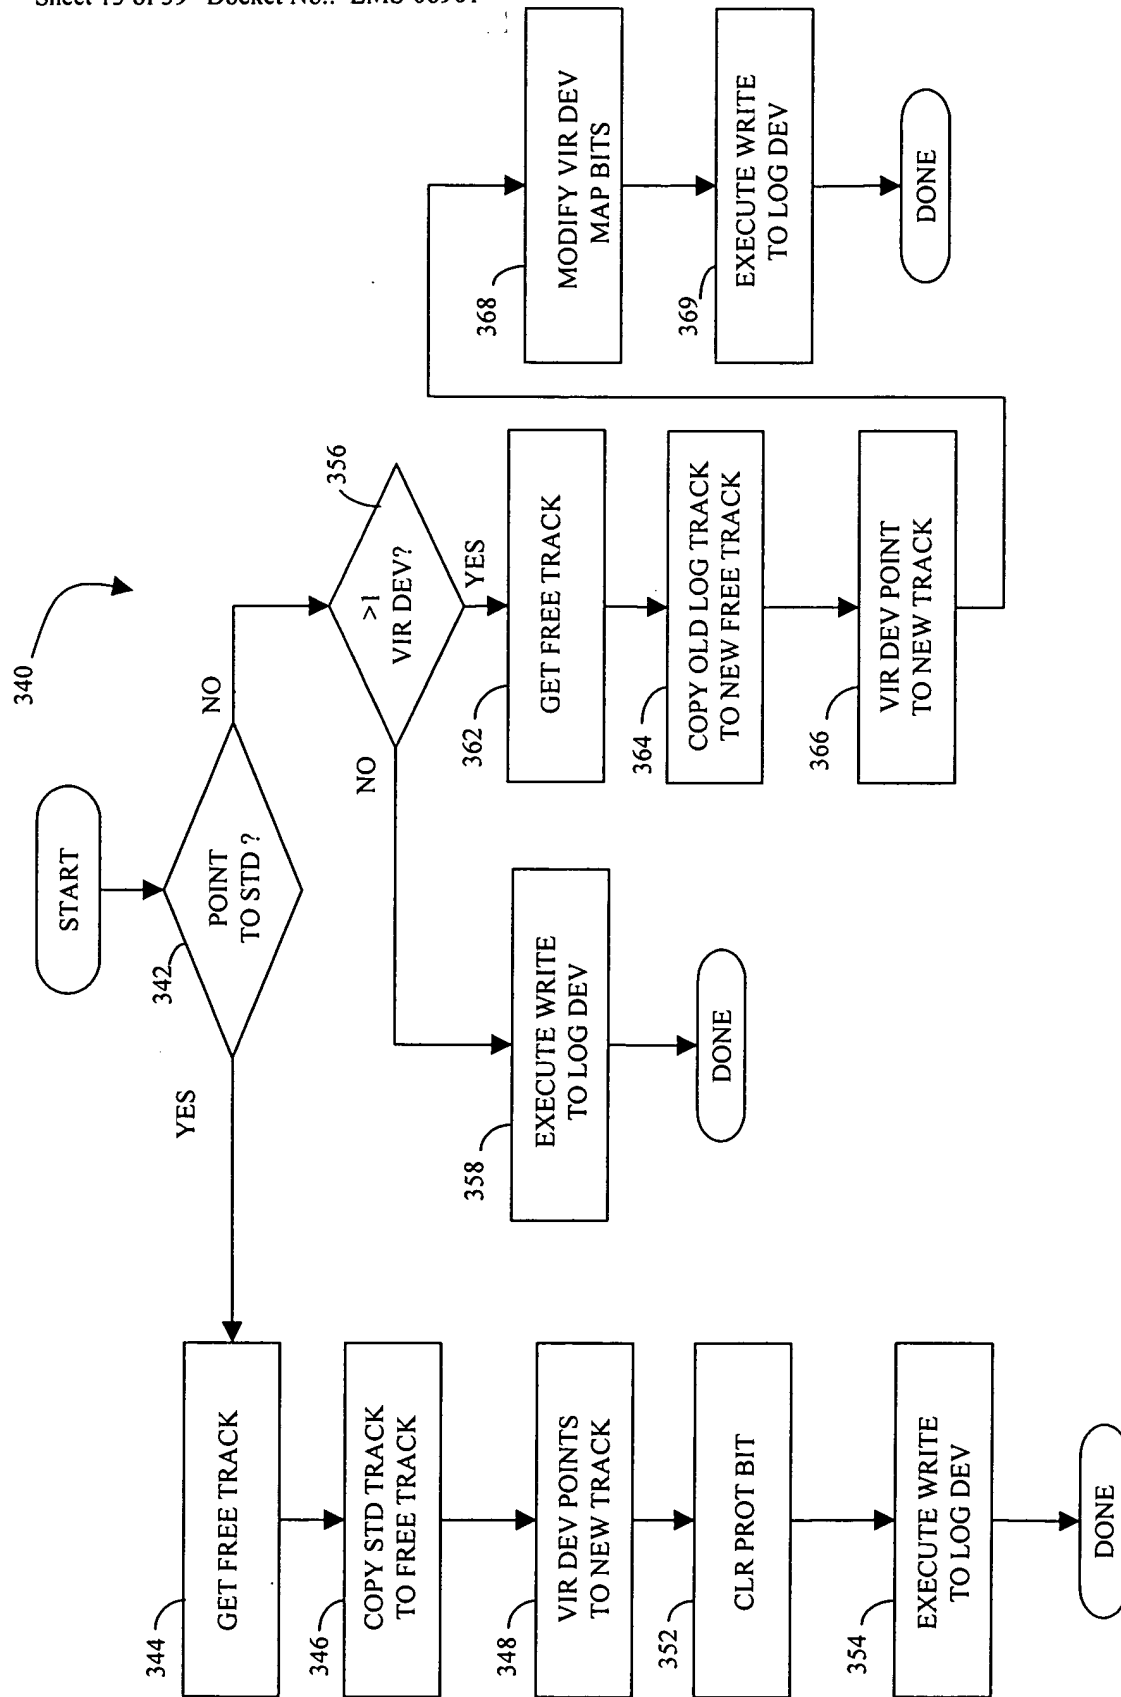 Sheet 13 of 39 Docket No.:
340
START
342
POINT
TO STD ?
YES
NO
344
GET FREE TRACK
346
COPY STD TRACK
TO FREE TRACK
348
VIR DEV POINTS
TO NEW TRACK
352
CLR PROT BIT
354
EXECUTE WRITE
TO LOG DEV
DONE
356
>1
VIR DEV?
NO
YES
358
EXECUTE WRITE
TO LOG DEV
DONE
362
GET FREE TRACK
364
COPY OLD LOG TRACK
TO NEW FREE TRACK
366
VIR DEV POINT
TO NEW TRACK
368
MODIFY VIR DEV
MAP BITS
369
EXECUTE WRITE
TO LOG DEV
DONE